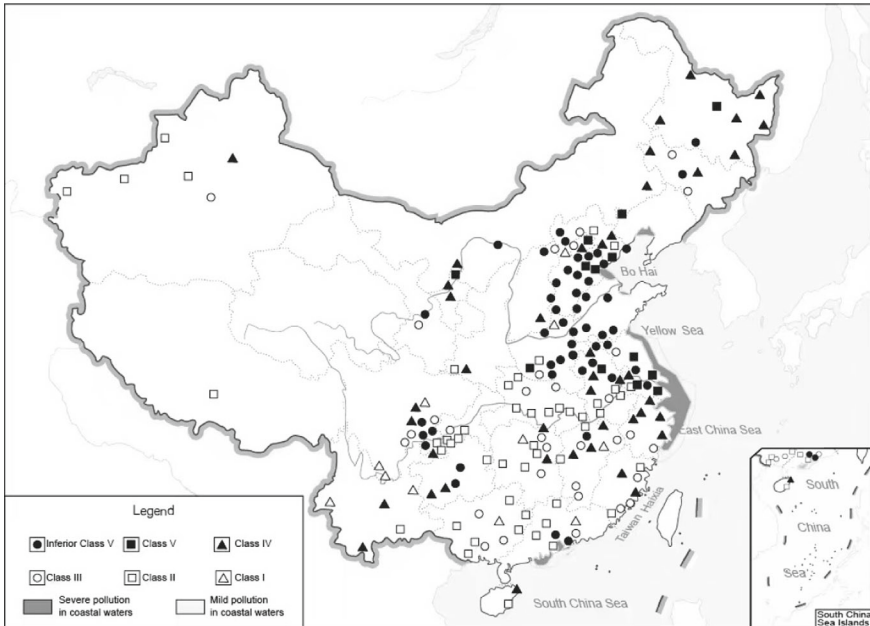 Bo Hai
Yellow Sea
East China Sea
Taiwan Haixia
South China Sea
South
China
Sea
South China
Sea Islands
Legend
Inferior Class V
Class V
Class IV
Class III
Class II
Class I
Severe pollution
in coastal waters
Mild pollution
in coastal waters